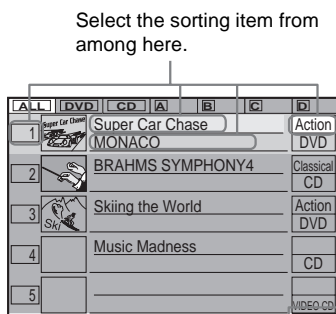 Select the sorting item from
among here.
ALL DVD CD A B C D
1 Super Car Chase Super Car Chase Action
MONACO DVD
2 BRAHMS SYMPHONY4 Classical
CD
3 Ski Skiing the World Action
DVD
4 Music Madness
CD
5
VIDEO CD